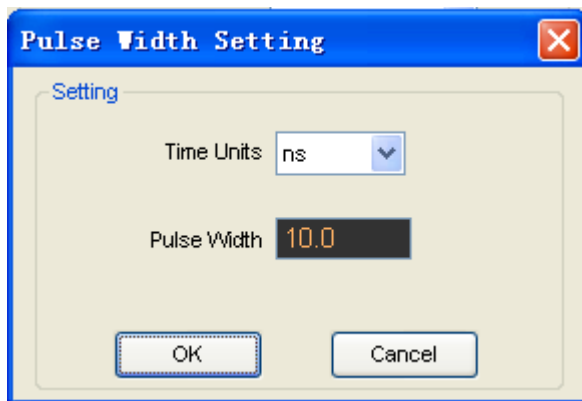 Pulse Width Setting
Setting
Time Units ns
Pulse Width 10.0
OK Cancel